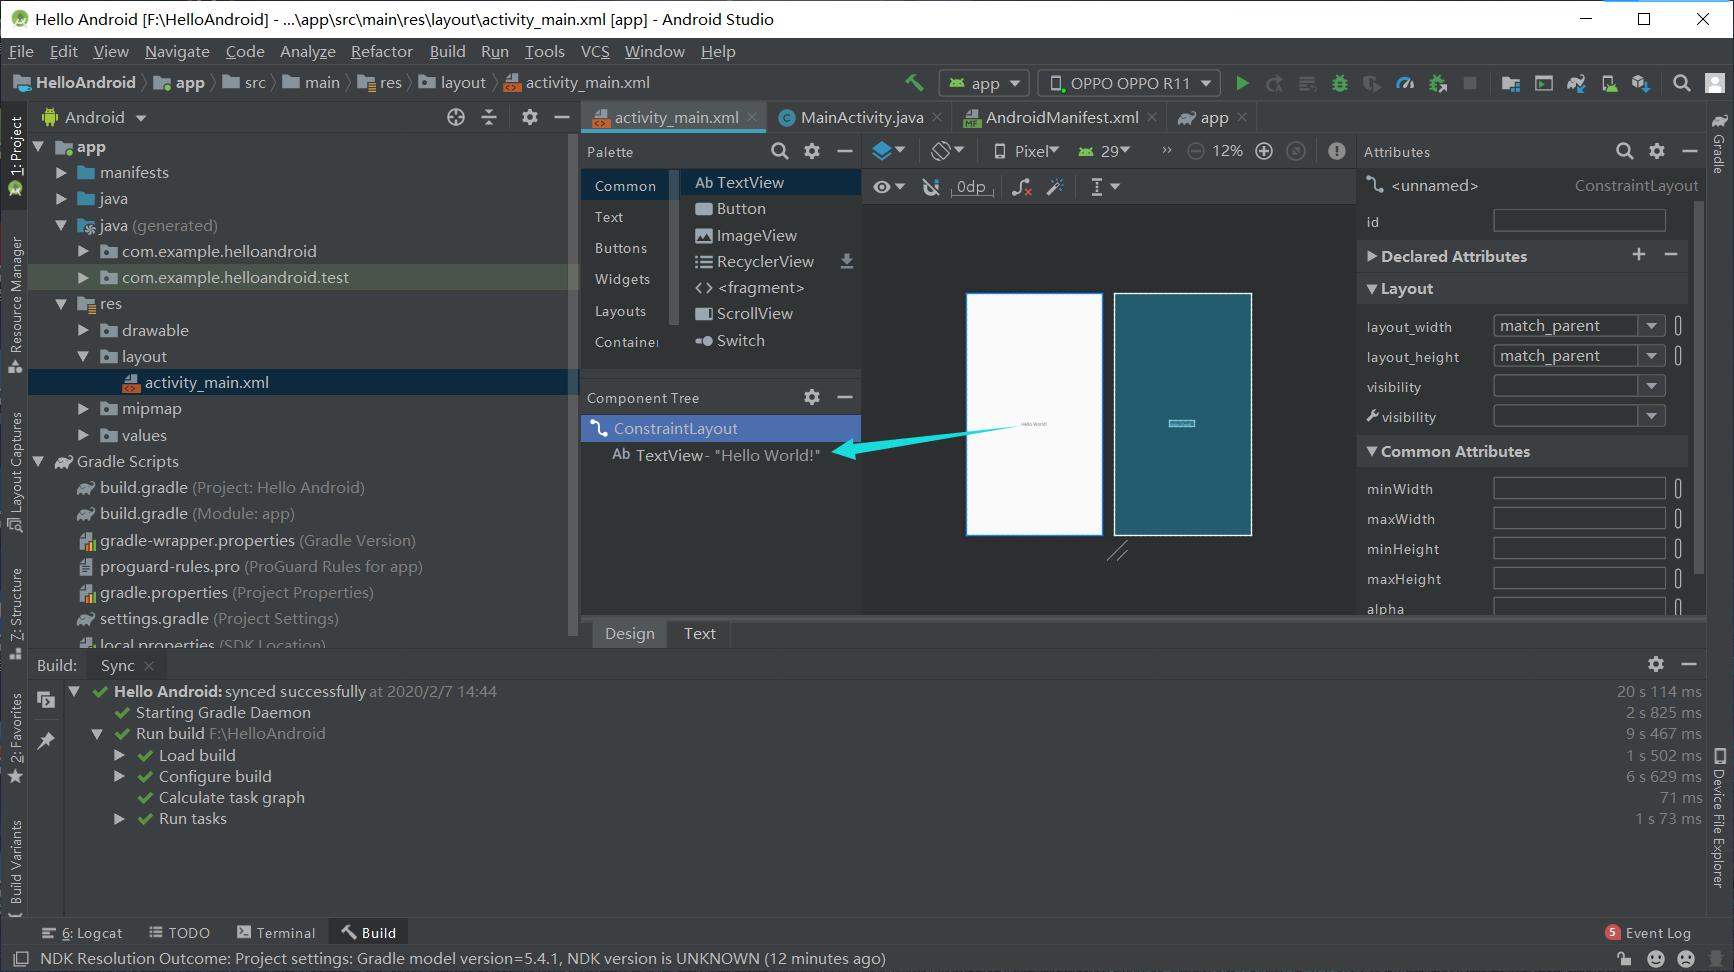 Hello Android [F:\HelloAndroid] - ...\app\src\main\res\layout\activity_main.xml [app] - Android Studio
File Edit View Navigate Code Analyze Refactor Build Run Tools VCS Window Help
HelloAndroid app src main res layout activity_main.xml app OPPO OPPO R11
Android
activity_main.xml MainActivity.java AndroidManifest.xml app
1: Project
Resource Manager
Layout Captures
7: Structure
2: Favorites
Build Variants
app
manifests
java
java (generated)
com.example.helloandroid
com.example.helloandroid.test
res
drawable
layout
activity_main.xml
mipmap
values
Gradle Scripts
build.gradle (Project: Hello Android)
build.gradle (Module: app)
gradle-wrapper.properties (Gradle Version)
proguard-rules.pro (ProGuard Rules for app)
gradle.properties (Project Properties)
settings.gradle (Project Settings)
local.properties (SDK Location)
Palette
Common
Text
Buttons
Widgets
Layouts
Container
Ab TextView
Button
ImageView
RecyclerView
<> <fragment>
ScrollView
Switch
Component Tree
ConstraintLayout
Ab TextView- "Hello World!"
Pixel 29 >> 12%
0dp
Hello World!
Design Text
Attributes
<unnamed> ConstraintLayout
id
Declared Attributes
Layout
layout_width match_parent
layout_height match_parent
visibility
visibility
Common Attributes
minWidth
maxWidth
minHeight
maxHeight
alpha
Gradle
Device File Explorer
Build: Sync
Hello Android: synced successfully at 2020/2/7 14:44 20 s 114 ms
Starting Gradle Daemon 2 s 825 ms
Run build F:\HelloAndroid 9 s 467 ms
Load build 1 s 502 ms
Configure build 6 s 629 ms
Calculate task graph 71 ms
Run tasks 1 s 73 ms
6: Logcat TODO Terminal Build 5 Event Log
NDK Resolution Outcome: Project settings: Gradle model version=5.4.1, NDK version is UNKNOWN (12 minutes ago)